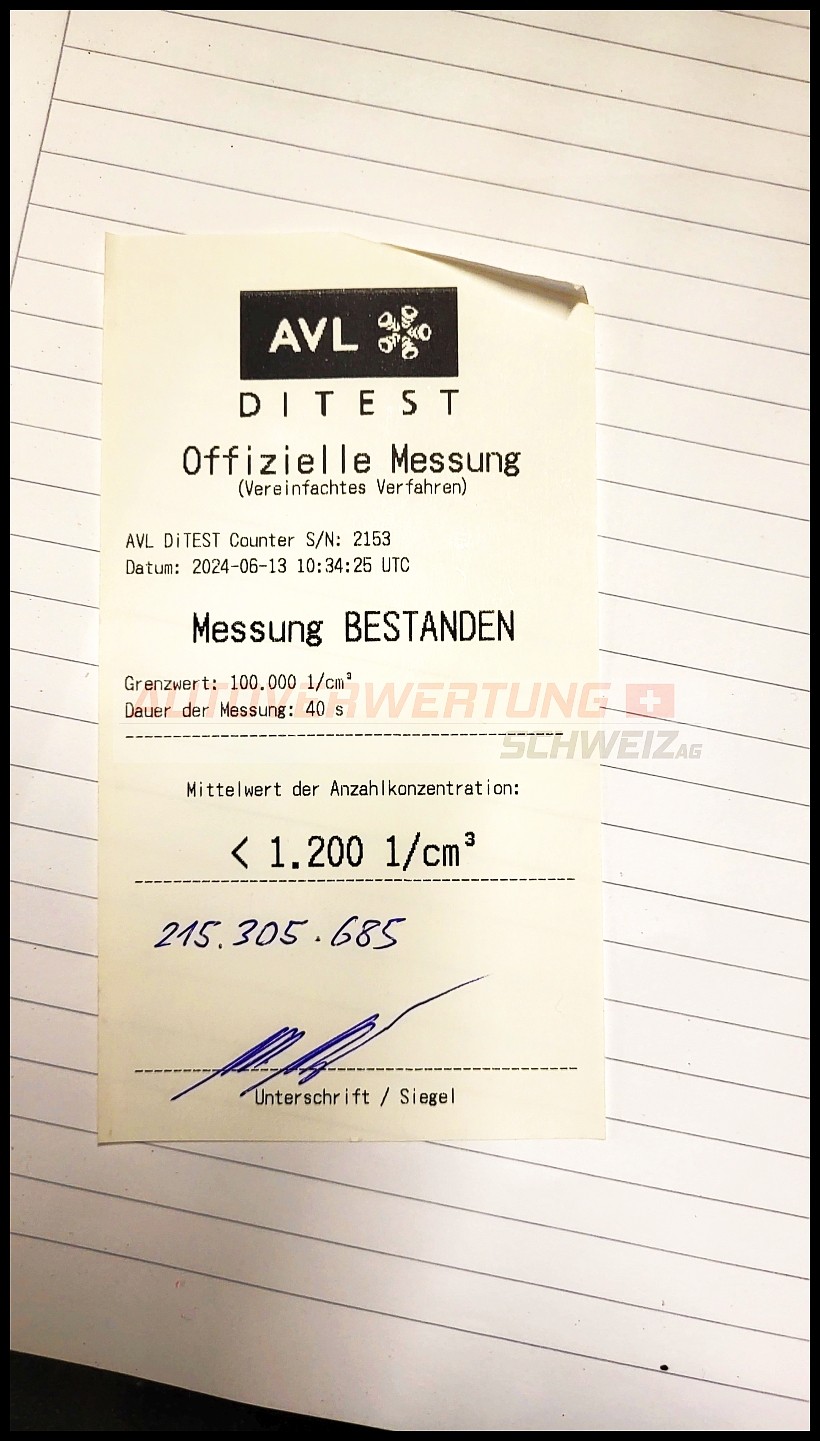 AVL
DITEST
Offizielle Messung
(Vereinfachtes Verfahren)
AVL DiTEST Counter S/N: 2153
Datum: 2024-06-13 10:34:25 UTC
Messung BESTANDEN
Grenzwert: 100.000 1/cm³
Dauer der Messung: 40 s
AUTOVERWERTUNG
SCHWEIZ AG
Mittelwert der Anzahlkonzentration:
< 1.200 1/cm³
215.305.685
Unterschrift / Siegel